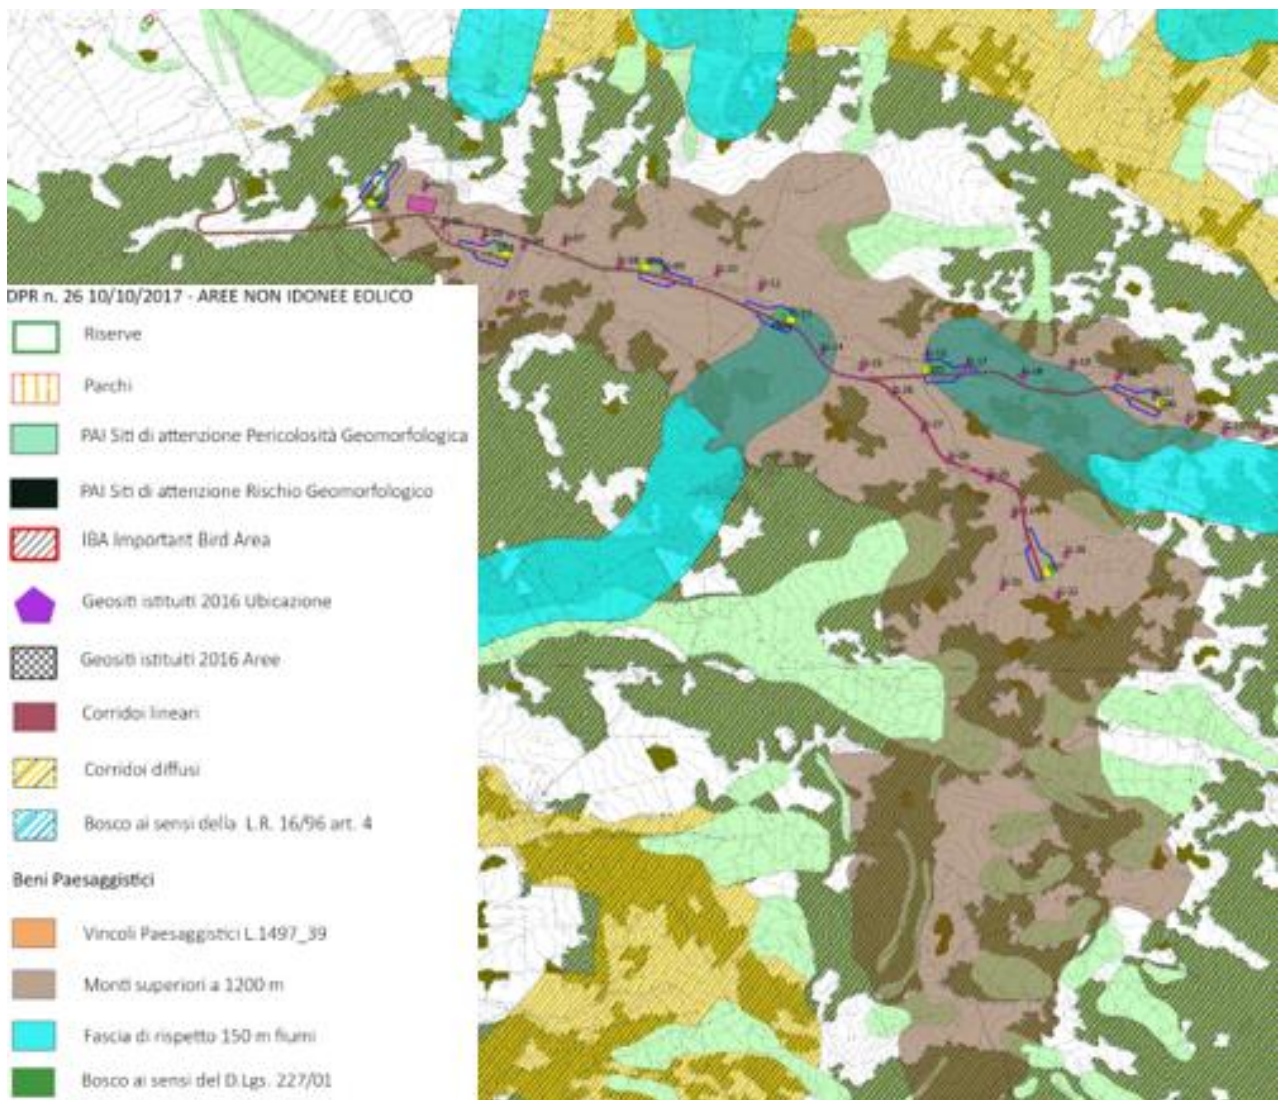 DPR n. 26 10/10/2017 - AREE NON IDONEE EOLICO
Riserve
Parchi
PAI Siti di attenzione Pericolosità Geomorfologica
PAI Siti di attenzione Rischio Geomorfologico
IBA Important Bird Area
Geositi istituiti 2016 Ubicazione
Geositi istituiti 2016 Aree
Corridoi lineari
Corridoi diffusi
Bosco ai sensi della L.R. 16/96 art. 4
Beni Paesaggistici
Vincoli Paesaggistici L.1497_39
Monti superiori a 1200 m
Fascia di rispetto 150 m fiumi
Bosco ai sensi del D.Lgs. 227/01